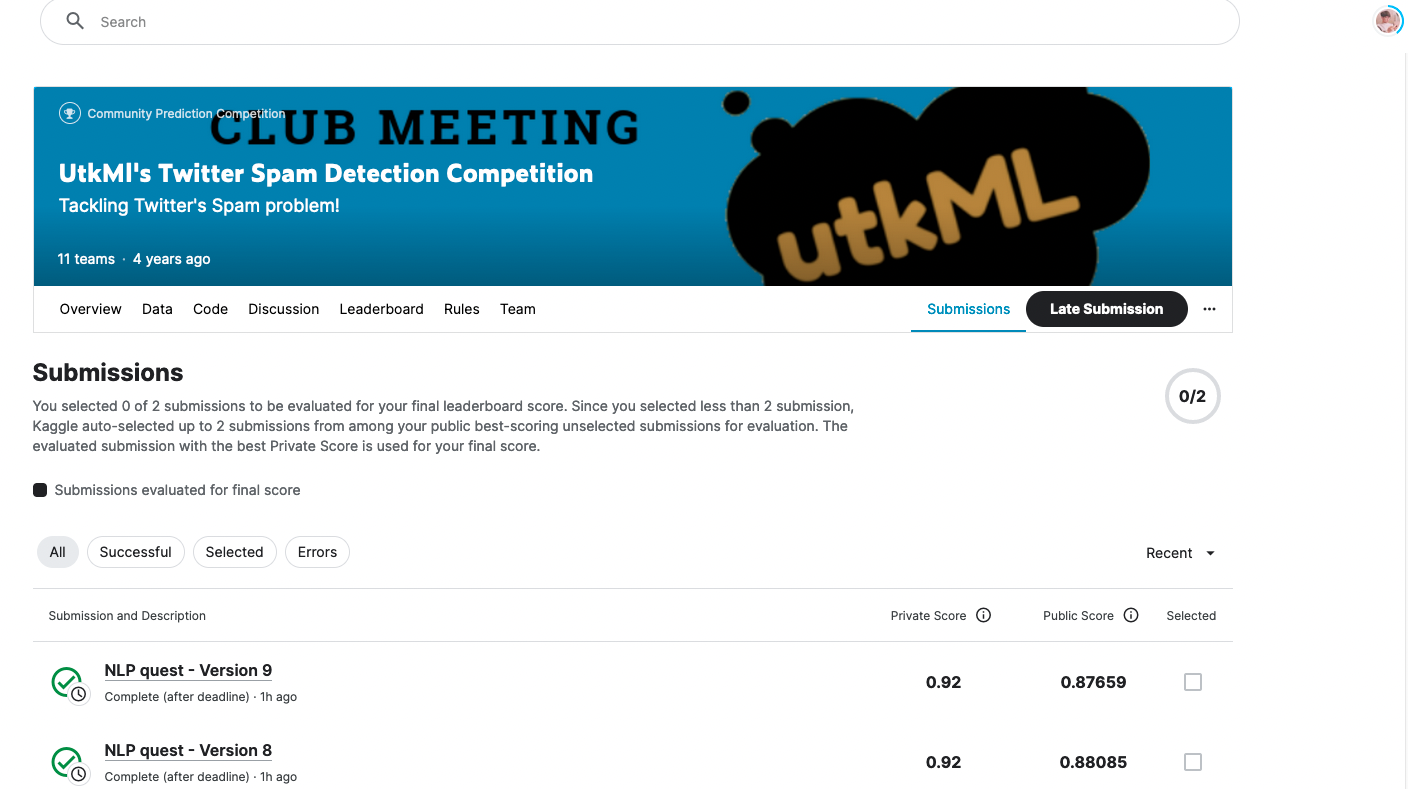 Search
Community Prediction Competition
CLUB MEETING
UtkMl's Twitter Spam Detection Competition
Tackling Twitter's Spam problem!
utkML
11 teams · 4 years ago
Overview Data Code Discussion Leaderboard Rules Team Submissions Late Submission ...
Submissions
You selected 0 of 2 submissions to be evaluated for your final leaderboard score. Since you selected less than 2 submission,
Kaggle auto-selected up to 2 submissions from among your public best-scoring unselected submissions for evaluation. The
evaluated submission with the best Private Score is used for your final score.
0/2
Submissions evaluated for final score
All Successful Selected Errors Recent
Submission and Description Private Score Public Score Selected
NLP quest - Version 9
Complete (after deadline) · 1h ago
0.92 0.87659
NLP quest - Version 8
Complete (after deadline) · 1h ago
0.92 0.88085